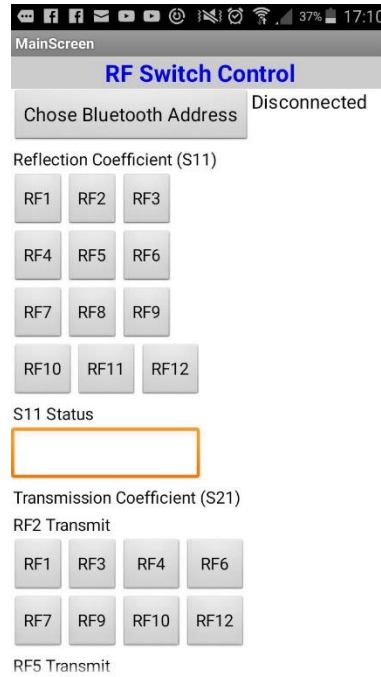 37% 17:10
MainScreen
RF Switch Control
Chose Bluetooth Address Disconnected
Reflection Coefficient (S11)
RF1 RF2 RF3
RF4 RF5 RF6
RF7 RF8 RF9
RF10 RF11 RF12
S11 Status
Transmission Coefficient (S21)
RF2 Transmit
RF1 RF3 RF4 RF6
RF7 RF9 RF10 RF12
RF5 Transmit